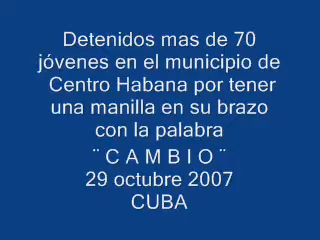 Detenidos mas de 70
jóvenes en el municipio de
Centro Habana por tener
una manilla en su brazo
con la palabra
¨ C A M B I O ¨
29 octubre 2007
CUBA